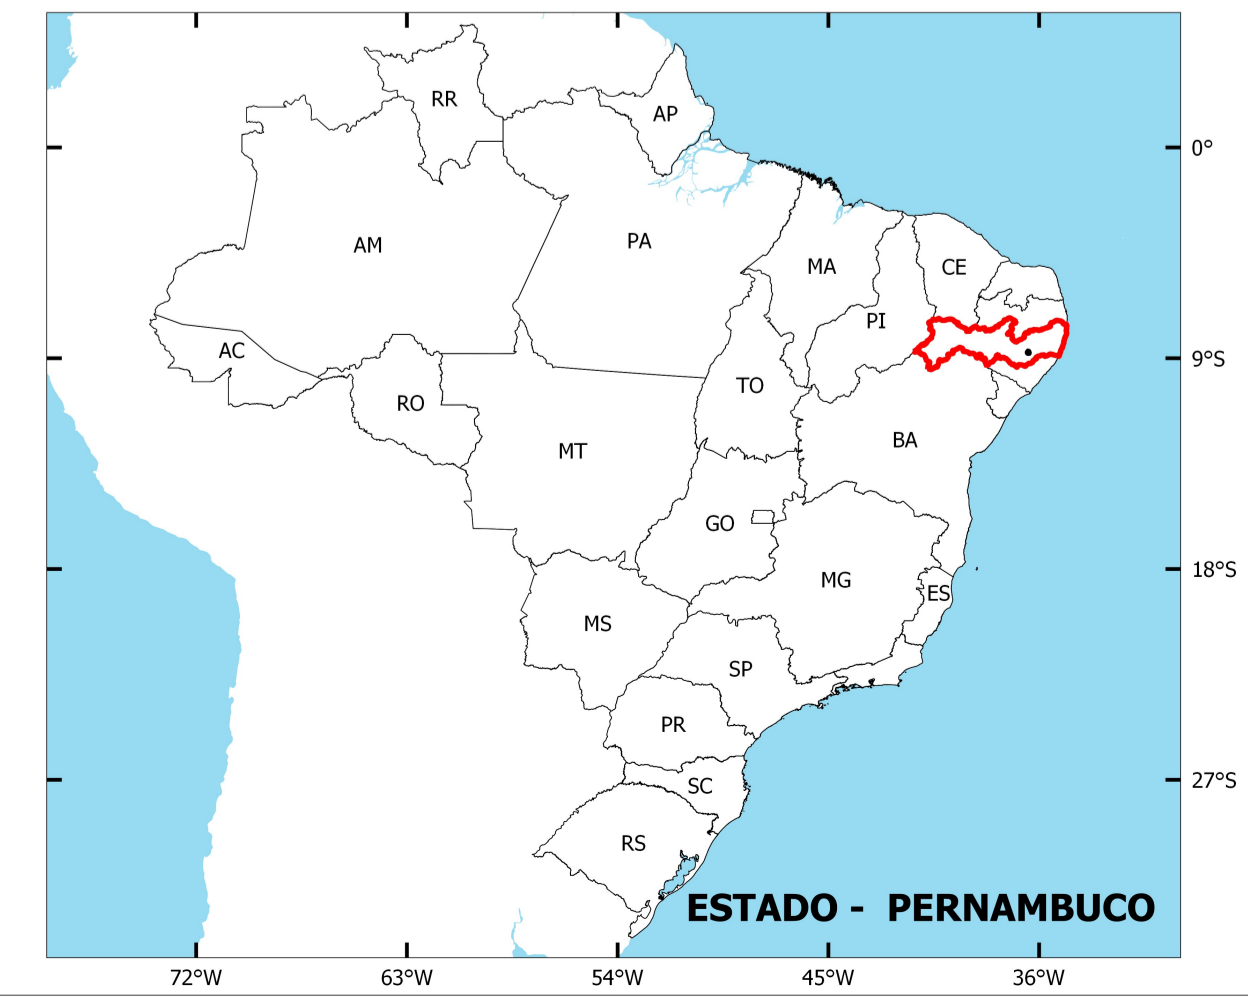 RR
AP
0°
AM
PA
MA
CE
PI
AC
9°S
TO
RO
BA
MT
GO
MG
ES
MS
18°S
SP
PR
SC
27°S
RS
ESTADO - PERNAMBUCO
72°W
63°W
54°W
45°W
36°W